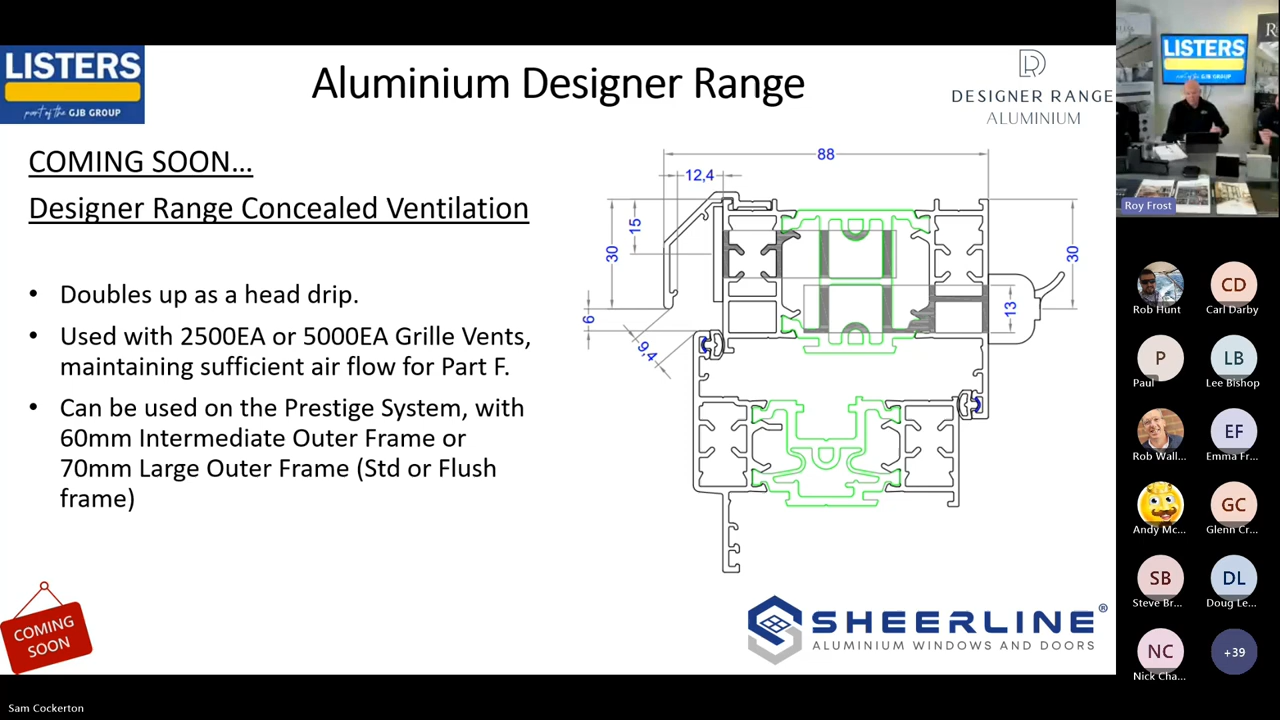 LISTERS
part of the GJB GROUP
Aluminium Designer Range
DESIGNER RANGE
ALUMINIUM
COMING SOON…
Designer Range Concealed Ventilation
• Doubles up as a head drip.
• Used with 2500EA or 5000EA Grille Vents,
maintaining sufficient air flow for Part F.
• Can be used on the Prestige System, with
60mm Intermediate Outer Frame or
70mm Large Outer Frame (Std or Flush
frame)
88
12,4
15
30
30
6
13
9,4
COMING
SOON
SHEERLINE®
ALUMINIUM WINDOWS AND DOORS
LISTERS
part of the GJB GROUP
Roy Frost
Rob Hunt
CD
Carl Darby
P
Paul
LB
Lee Bishop
Rob Wall...
EF
Emma Fr...
Andy Mc...
GC
Glenn Cr...
SB
Steve Br...
DL
Doug Le...
NC
Nick Cha...
+39
Sam Cockerton